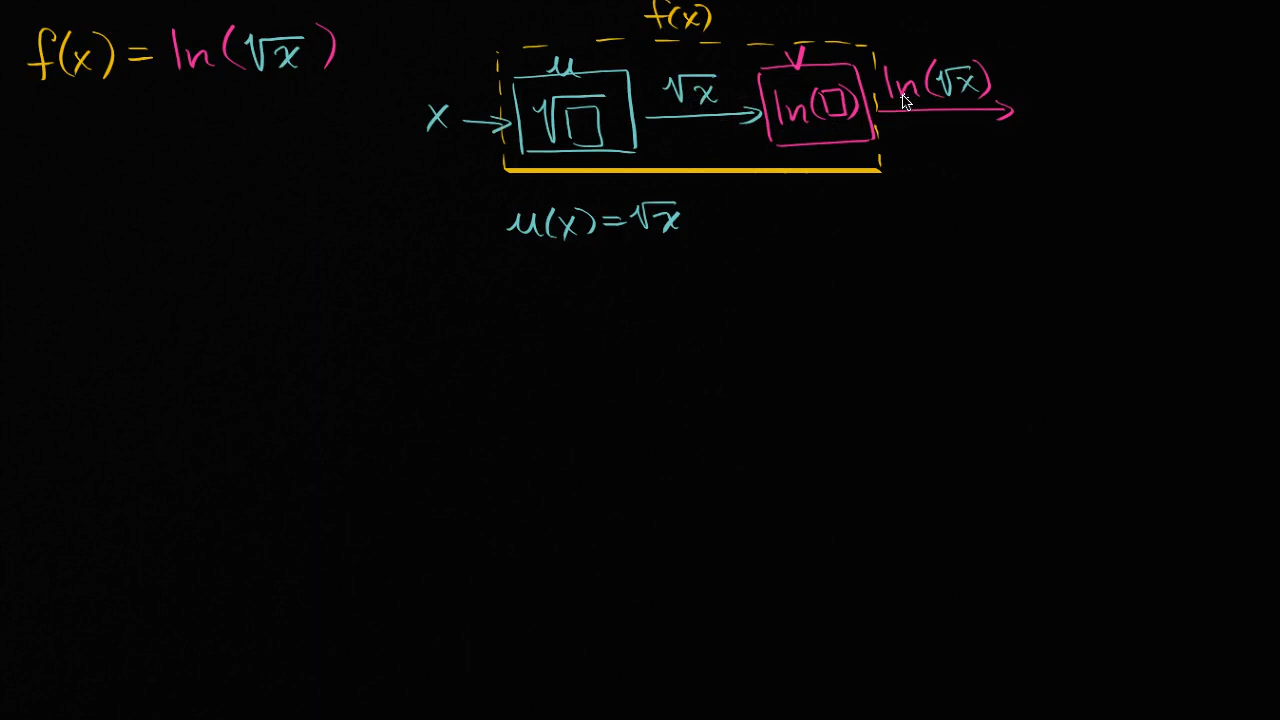 f(x) = ln(√x)
f(x)
u
v
x
√□
√x
ln(□)
ln(√x)
u(x) = √x